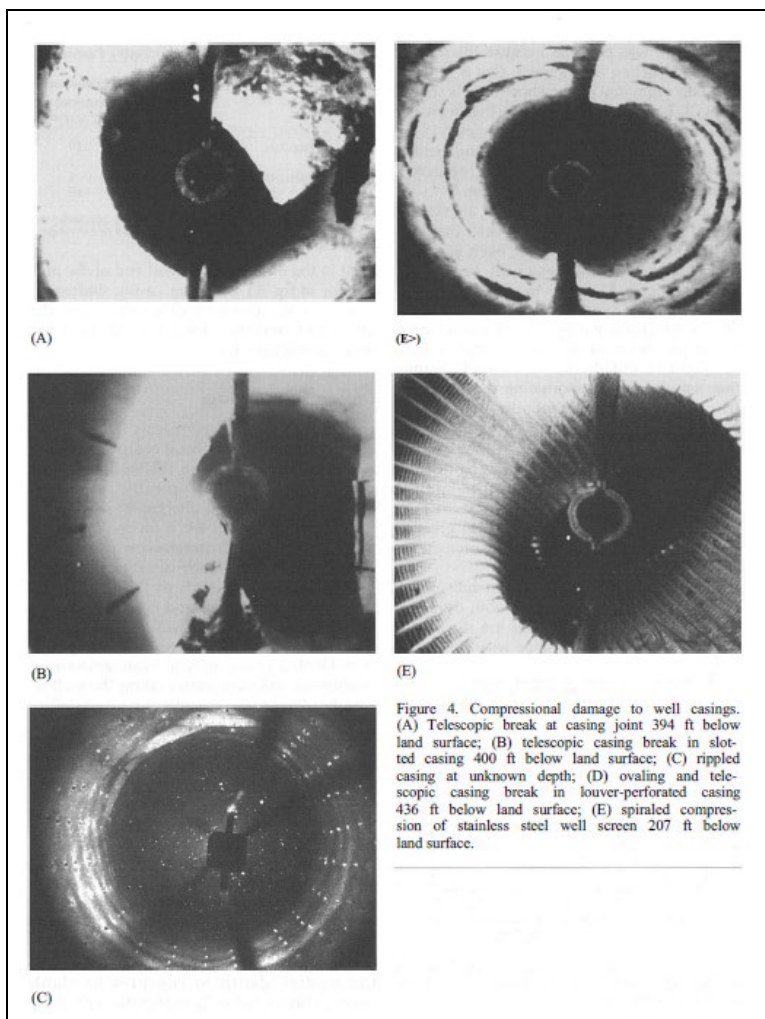 (A)
(E>)
(B)
(E)
(C)
Figure 4. Compressional damage to well casings.
(A) Telescopic break at casing joint 394 ft below
land surface; (B) telescopic casing break in slot-
ted casing 400 ft below land surface; (C) rippled
casing at unknown depth; (D) ovaling and tele-
scopic casing break in louver-perforated casing
436 ft below land surface; (E) spiraled compres-
sion of stainless steel well screen 207 ft below
land surface.